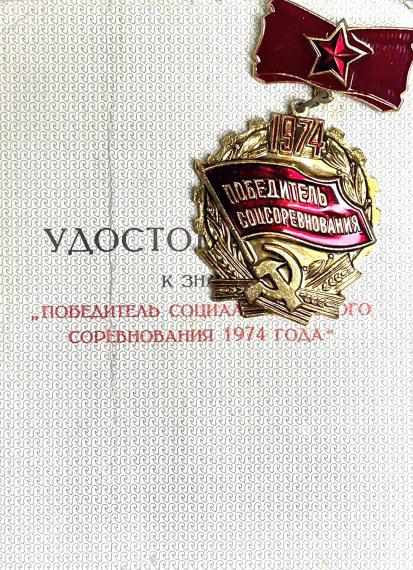 1974
ПОБЕДИТЕЛЬ
СОЦСОРЕВНОВАНИЯ
УДОСТО
К ЗН
„ПОБЕДИТЕЛЬ СОЦИАЛ ОГО
СОРЕВНОВАНИЯ 1974 ГОДА“